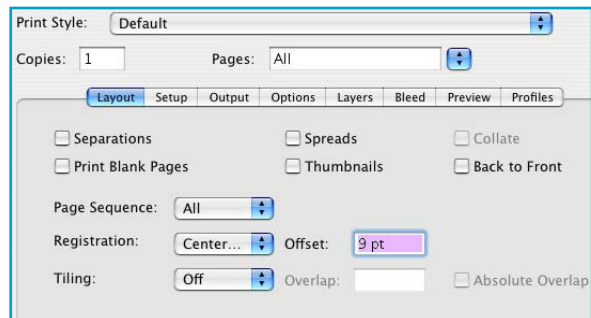 Print Style: Default
Copies: 1 Pages: All
Layout Setup Output Options Layers Bleed Preview Profiles
Separations Spreads Collate
Print Blank Pages Thumbnails Back to Front
Page Sequence: All
Registration: Center... Offset: 9 pt
Tiling: Off Overlap: Absolute Overlap